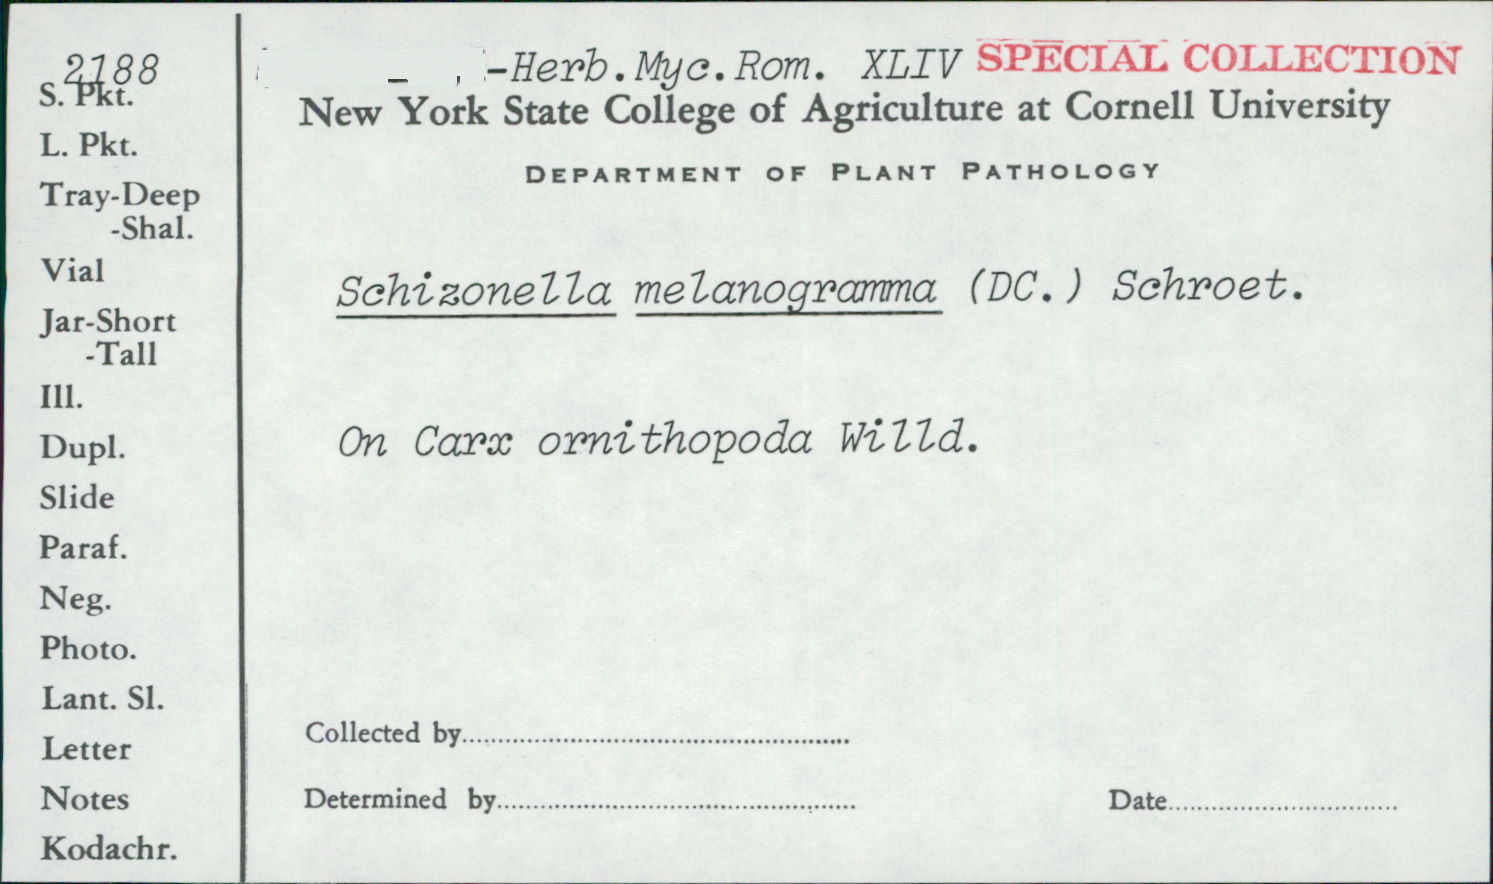 2188
S. Pkt.
L. Pkt.
Tray-Deep
-Shal.
Vial
Jar-Short
-Tall
Ill.
Dupl.
Slide
Paraf.
Neg.
Photo.
Lant. Sl.
Letter
Notes
Kodachr.
-Herb.Myc.Rom. XLIV SPECIAL COLLECTION
New York State College of Agriculture at Cornell University
DEPARTMENT OF PLANT PATHOLOGY
Schizonella melanogramma (DC.) Schroet.
On Carx ornithopoda Willd.
Collected by
Determined by Date